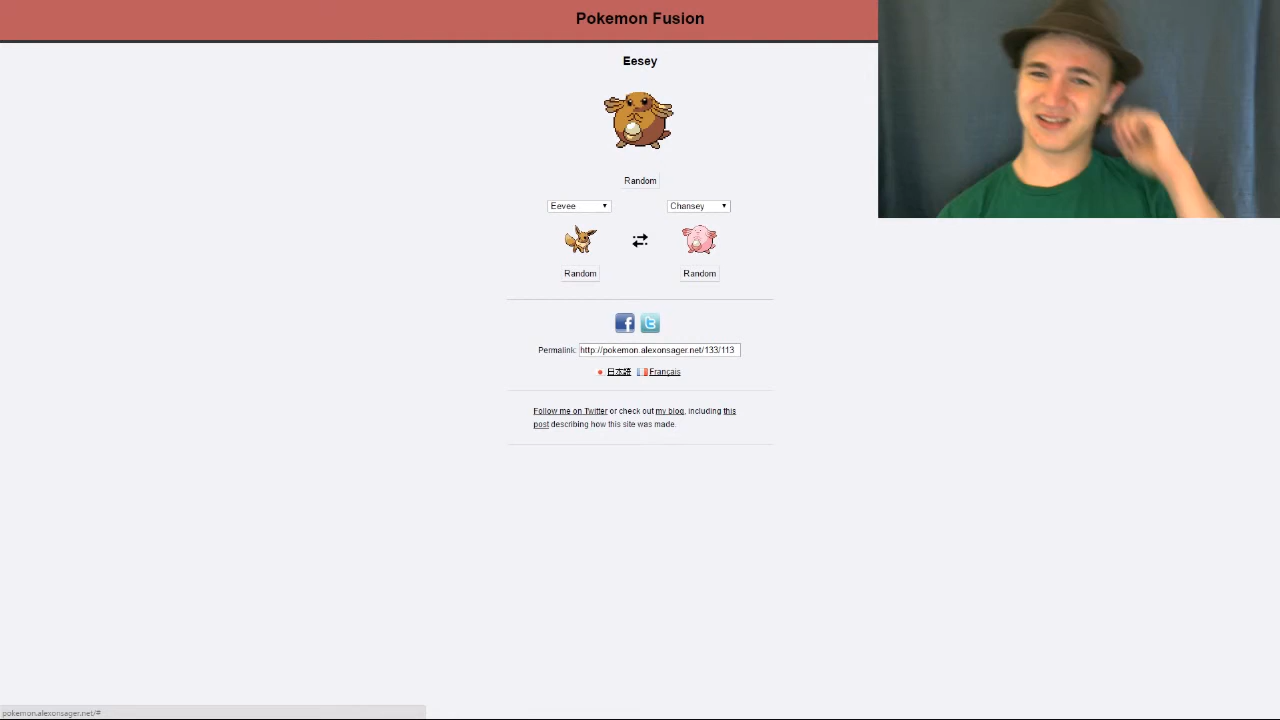 Pokemon Fusion
Eesey
Random
Eevee
Chansey
Random
Random
Permalink: http://pokemon.alexonsager.net/133/113
日本語 Français
Follow me on Twitter or check out my blog, including this
post describing how this site was made.
pokemon.alexonsager.net/#